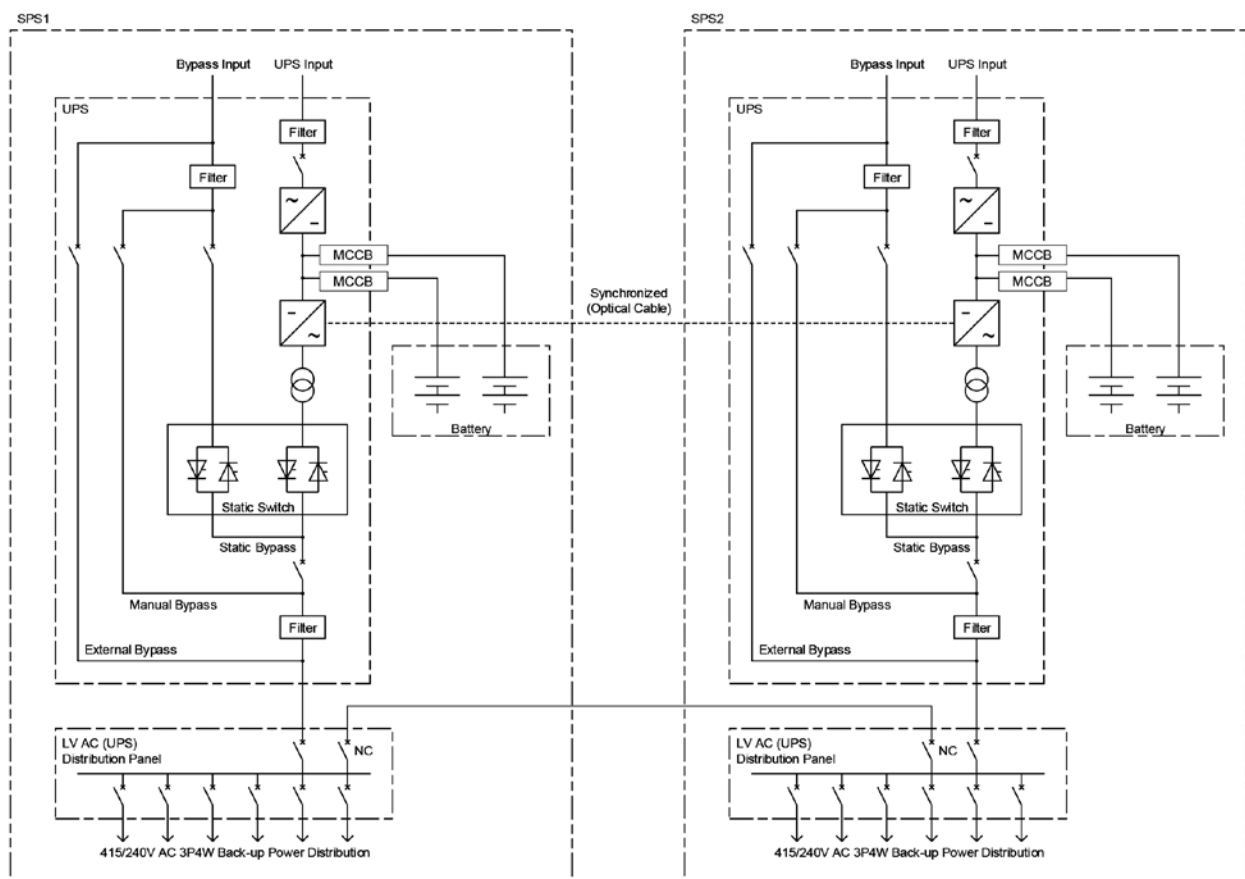 SPS1
Bypass Input
UPS Input
UPS
Filter
Filter
MCCB
MCCB
Battery
Static Switch
Static Bypass
Manual Bypass
Filter
External Bypass
LV AC (UPS)
Distribution Panel
NC
415/240V AC 3P4W Back-up Power Distribution
Synchronized
(Optical Cable)
SPS2
Bypass Input
UPS Input
UPS
Filter
Filter
MCCB
MCCB
Battery
Static Switch
Static Bypass
Manual Bypass
Filter
External Bypass
LV AC (UPS)
Distribution Panel
NC
415/240V AC 3P4W Back-up Power Distribution